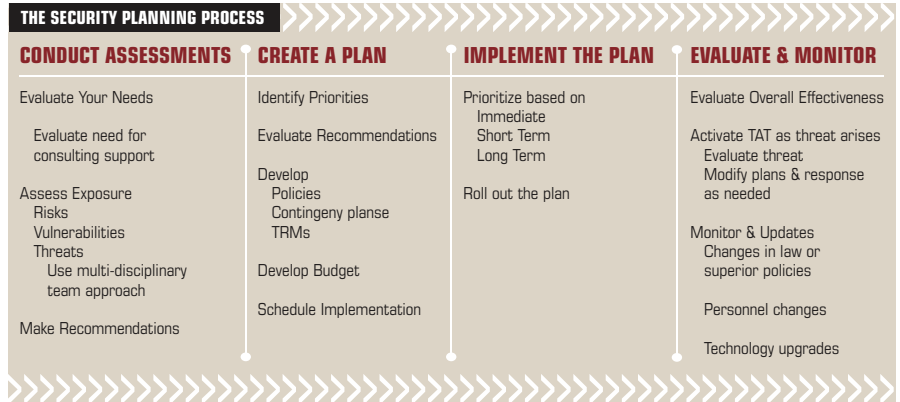 THE SECURITY PLANNING PROCESS
CONDUCT ASSESSMENTS
Evaluate Your Needs
Evaluate need for
consulting support
Assess Exposure
Risks
Vulnerabilities
Threats
Use multi-disciplinary
team approach
Make Recommendations
CREATE A PLAN
Identify Priorities
Evaluate Recommendations
Develop
Policies
Contingeny planse
TRMs
Develop Budget
Schedule Implementation
IMPLEMENT THE PLAN
Prioritize based on
Immediate
Short Term
Long Term
Roll out the plan
EVALUATE & MONITOR
Evaluate Overall Effectiveness
Activate TAT as threat arises
Evaluate threat
Modify plans & response
as needed
Monitor & Updates
Changes in law or
superior policies
Personnel changes
Technology upgrades